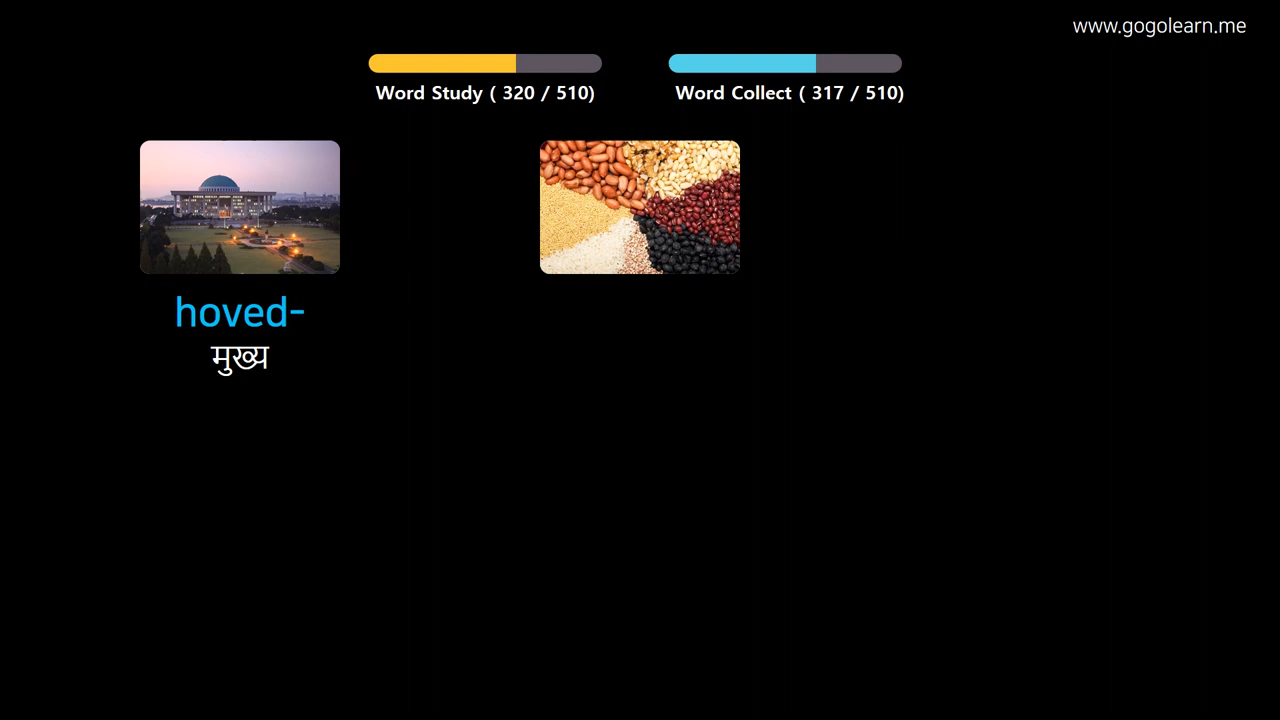 www.gogolearn.me
Word Study ( 320 / 510)
Word Collect ( 317 / 510)
hoved-
मुख्य